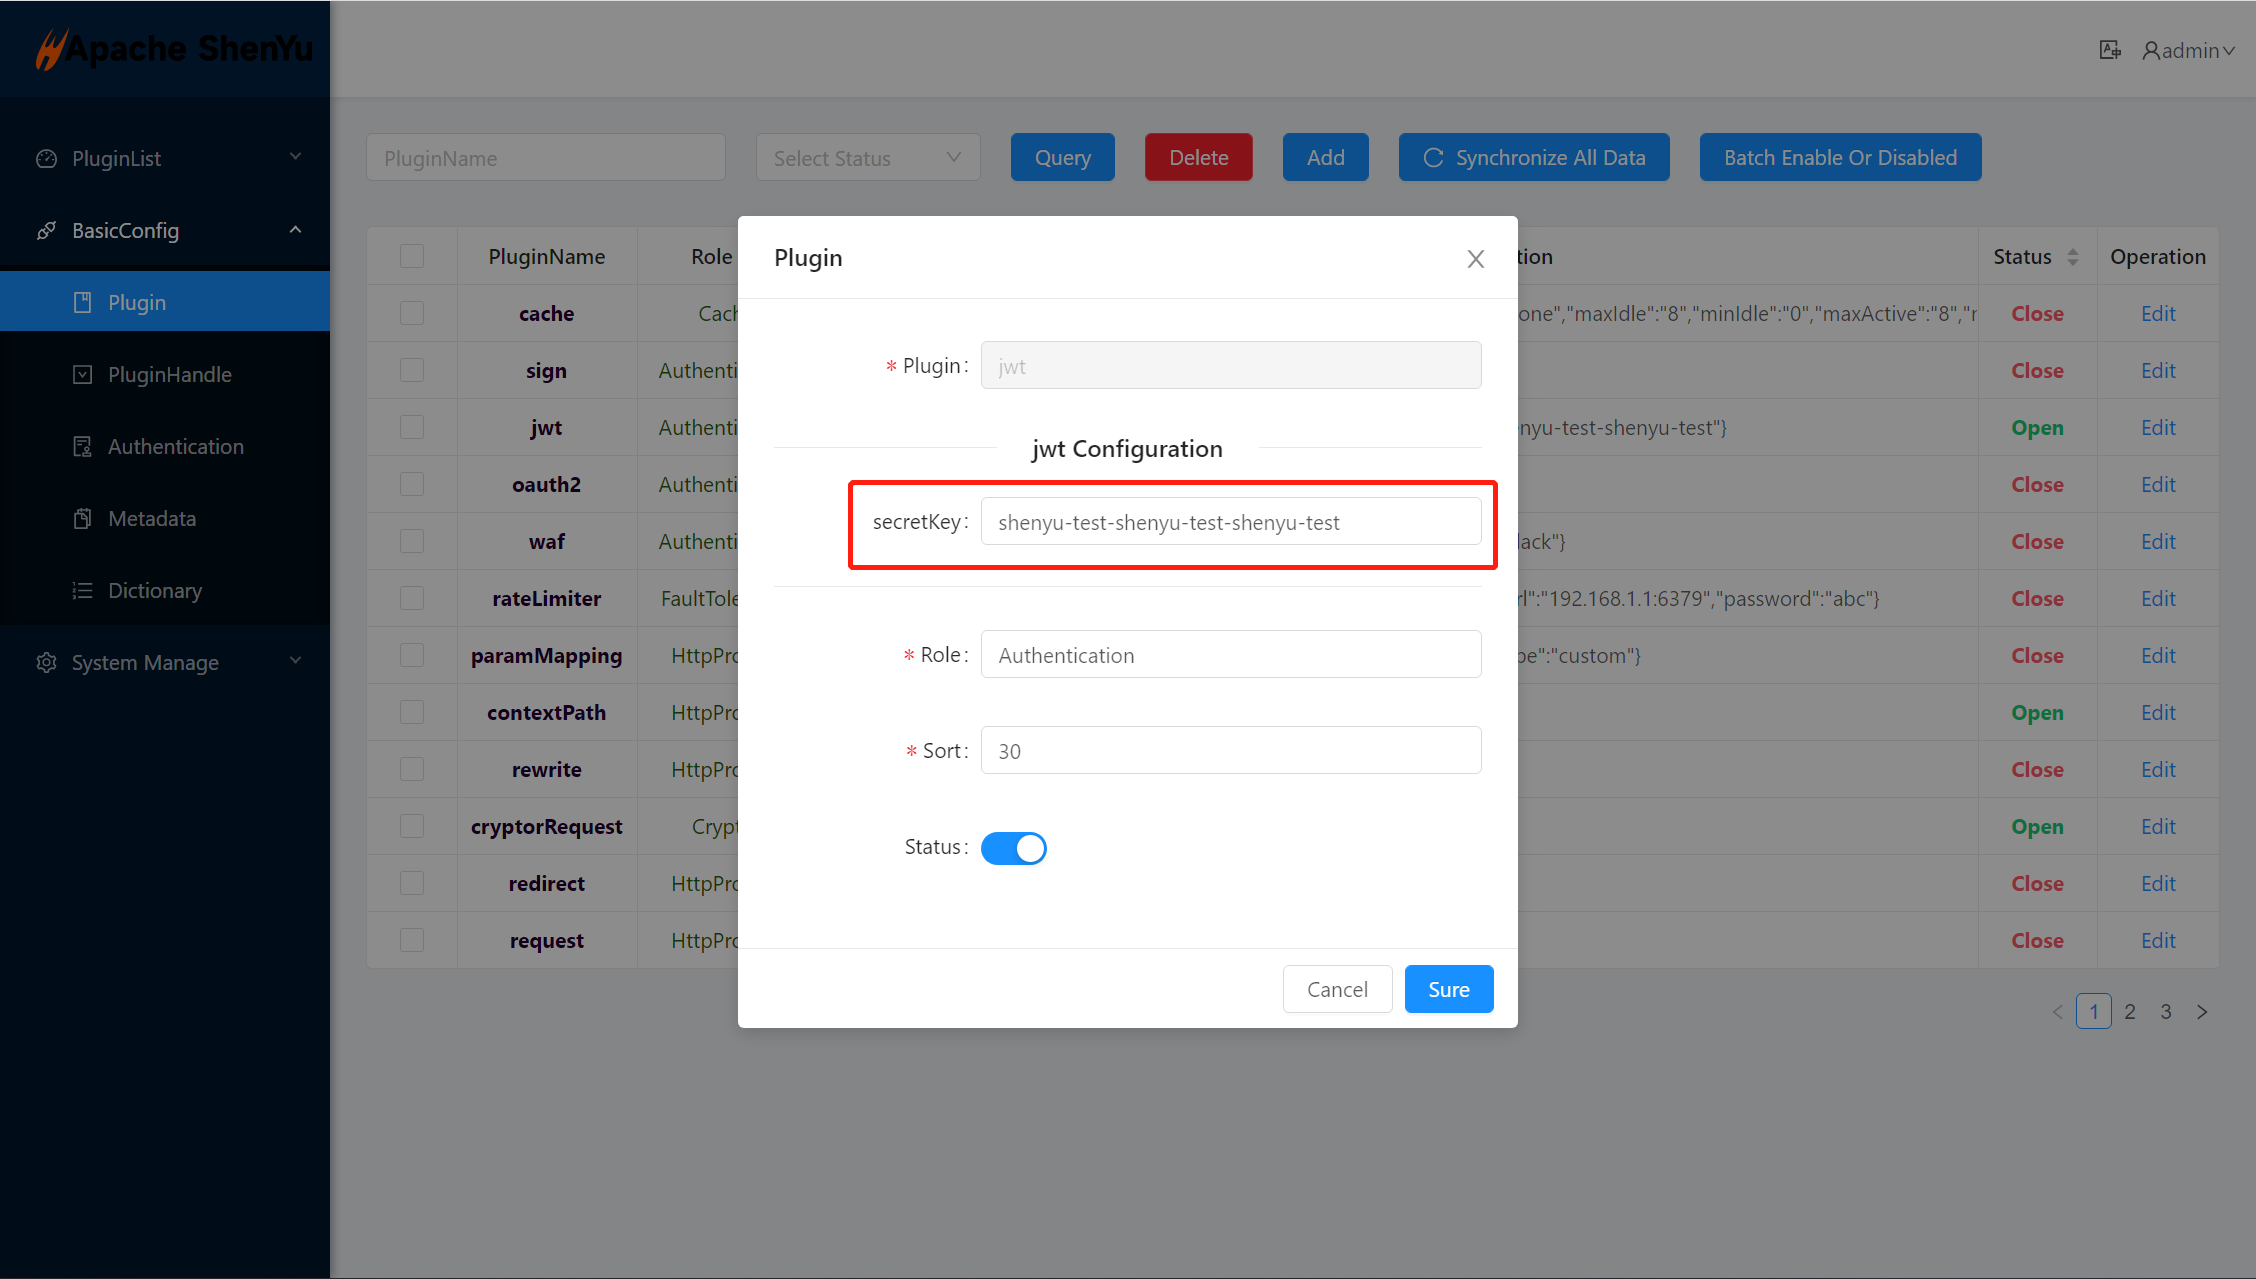 Apache ShenYu
admin
PluginList
BasicConfig
Plugin
PluginHandle
Authentication
Metadata
Dictionary
System Manage
PluginName
Select Status
Query
Delete
Add
Synchronize All Data
Batch Enable Or Disabled
PluginName Role tion Status Operation
cache Cach one","maxIdle":"8","minIdle":"0","maxActive":"8","r Close Edit
sign Authenti Close Edit
jwt Authenti nyu-test-shenyu-test"} Open Edit
oauth2 Authenti Close Edit
waf Authenti lack"} Close Edit
rateLimiter FaultTole rl":"192.168.1.1:6379","password":"abc"} Close Edit
paramMapping HttpPro pe":"custom"} Close Edit
contextPath HttpPro Open Edit
rewrite HttpPro Close Edit
cryptorRequest Crypt Open Edit
redirect HttpPro Close Edit
request HttpPro Close Edit
1 2 3
Plugin
* Plugin: jwt
jwt Configuration
secretKey: shenyu-test-shenyu-test-shenyu-test
* Role: Authentication
* Sort: 30
Status:
Cancel
Sure